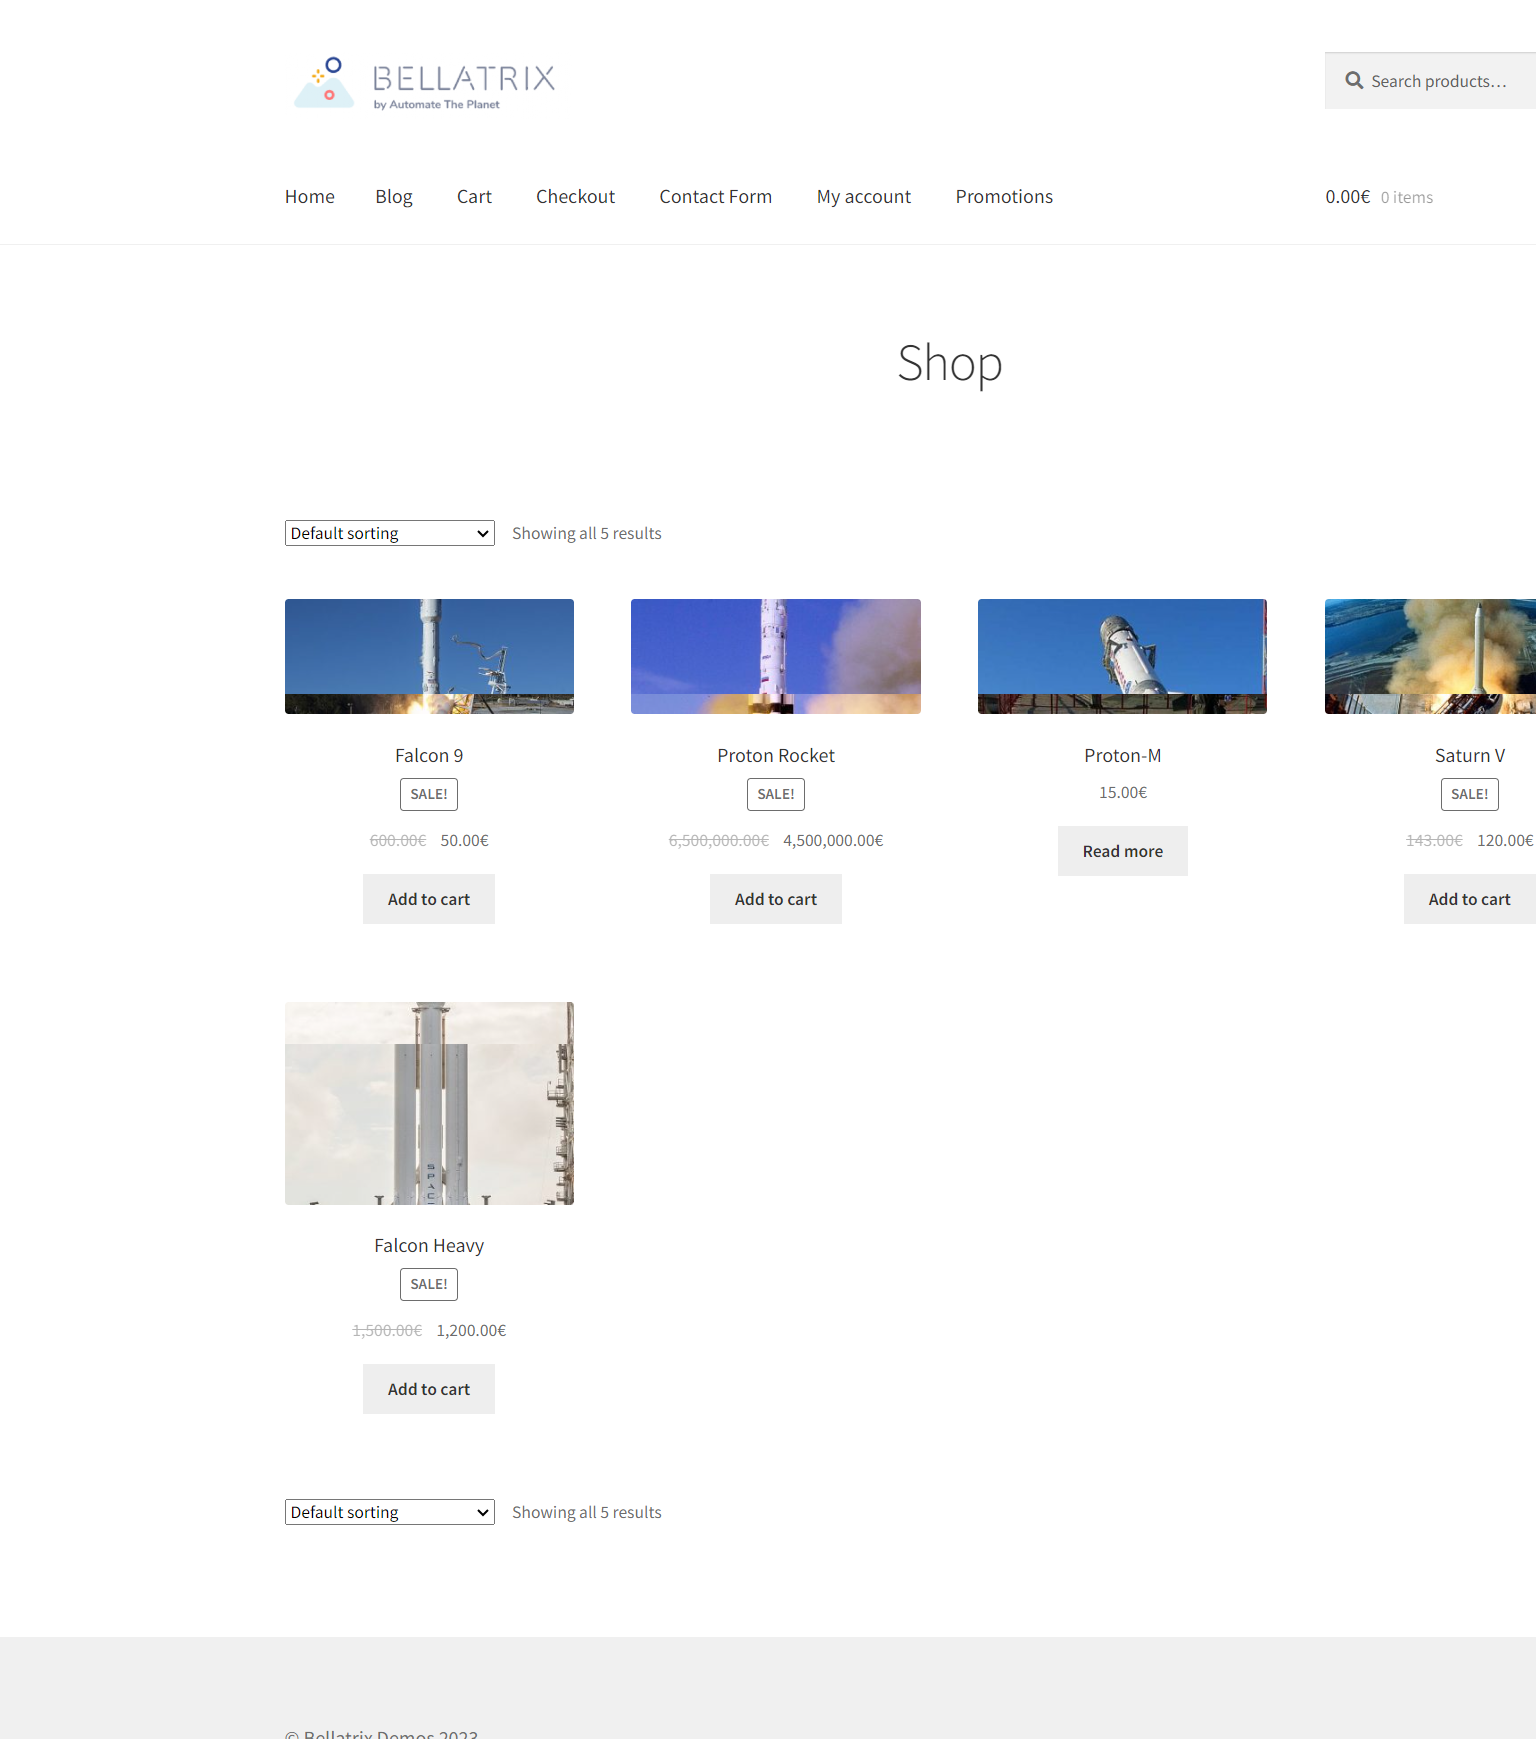 BELLATRIX
by Automate The Planet
Search products…
Home Blog Cart Checkout Contact Form My account Promotions 0.00€ 0 items
Shop
Default sorting Showing all 5 results
Falcon 9 Proton Rocket Proton-M Saturn V
SALE! SALE! 15.00€ SALE!
600.00€ 50.00€ 6,500,000.00€ 4,500,000.00€ Read more 143.00€ 120.00€
Add to cart Add to cart Add to cart
SPAC
Falcon Heavy
SALE!
1,500.00€ 1,200.00€
Add to cart
Default sorting Showing all 5 results
© Bellatrix Demos 2023